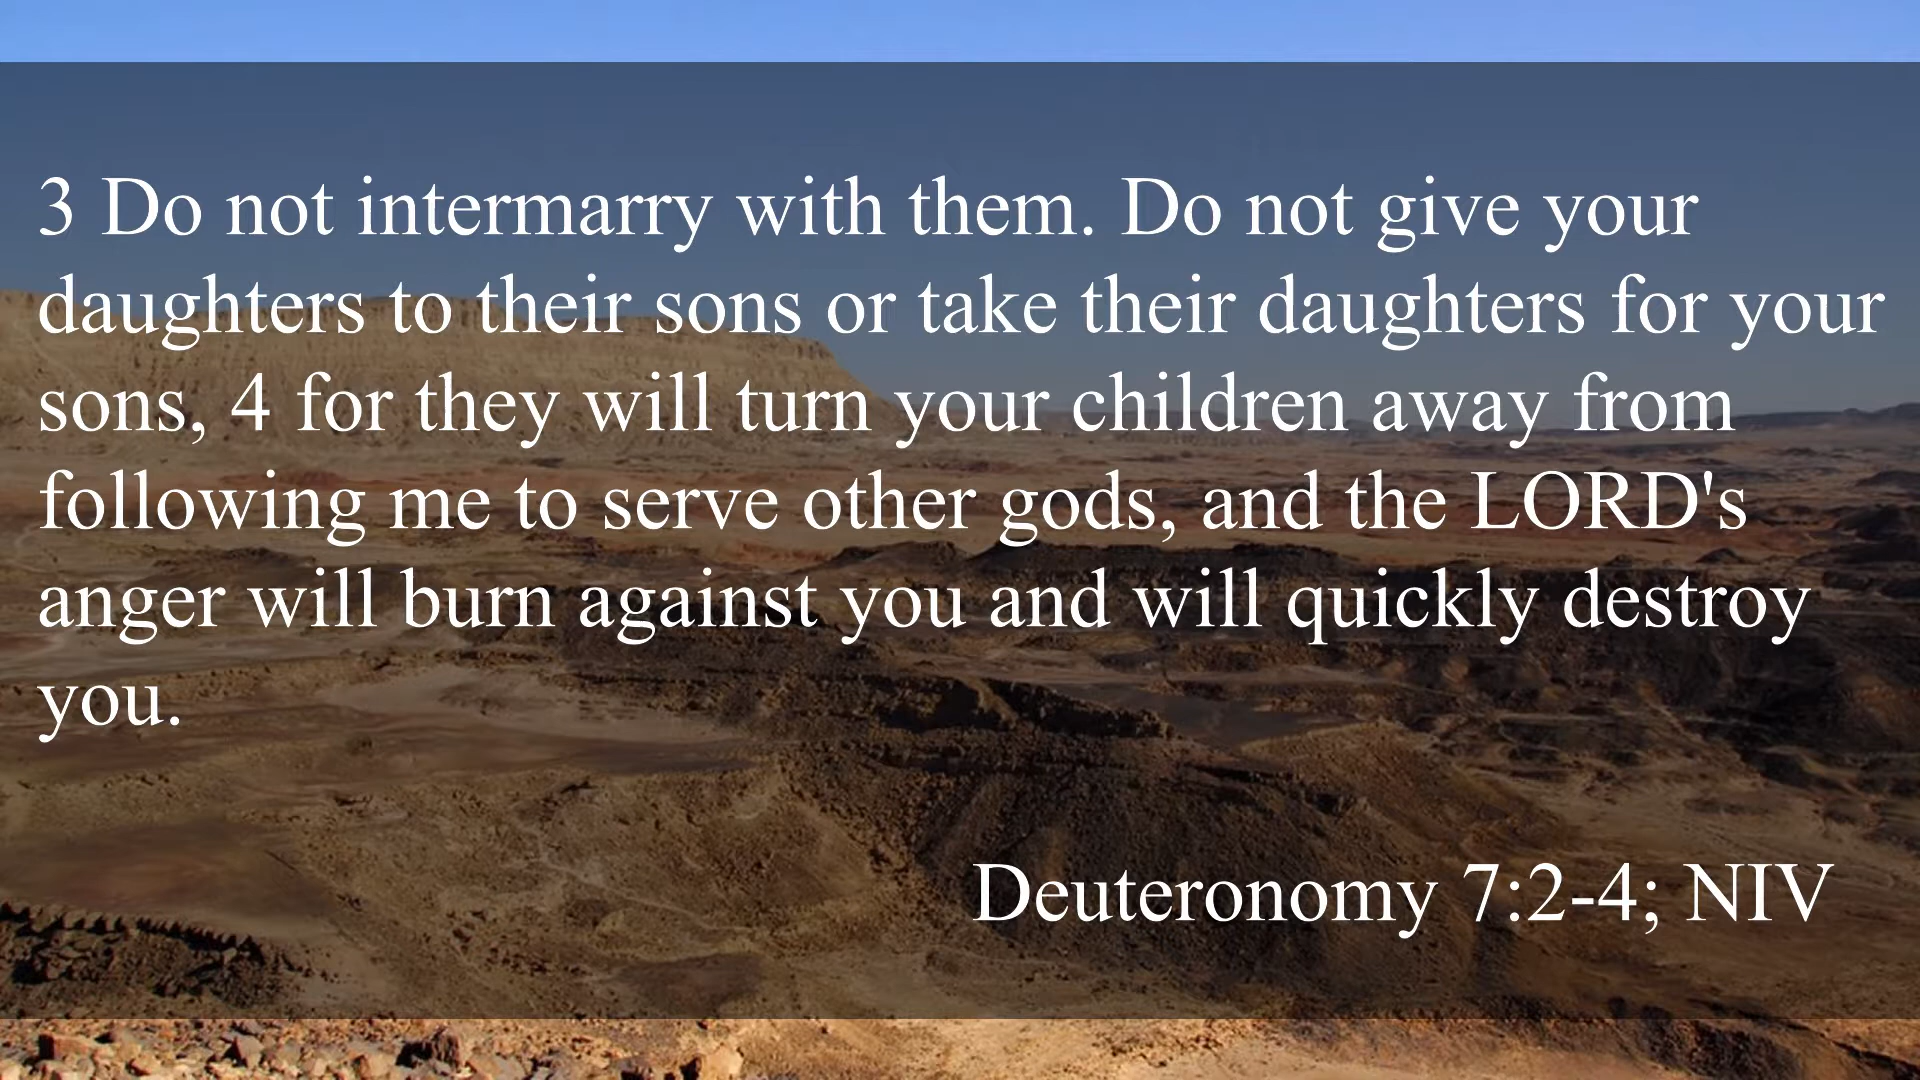 3 Do not intermarry with them. Do not give your
daughters to their sons or take their daughters for your
sons, 4 for they will turn your children away from
following me to serve other gods, and the LORD's
anger will burn against you and will quickly destroy
you.
Deuteronomy 7:2-4; NIV